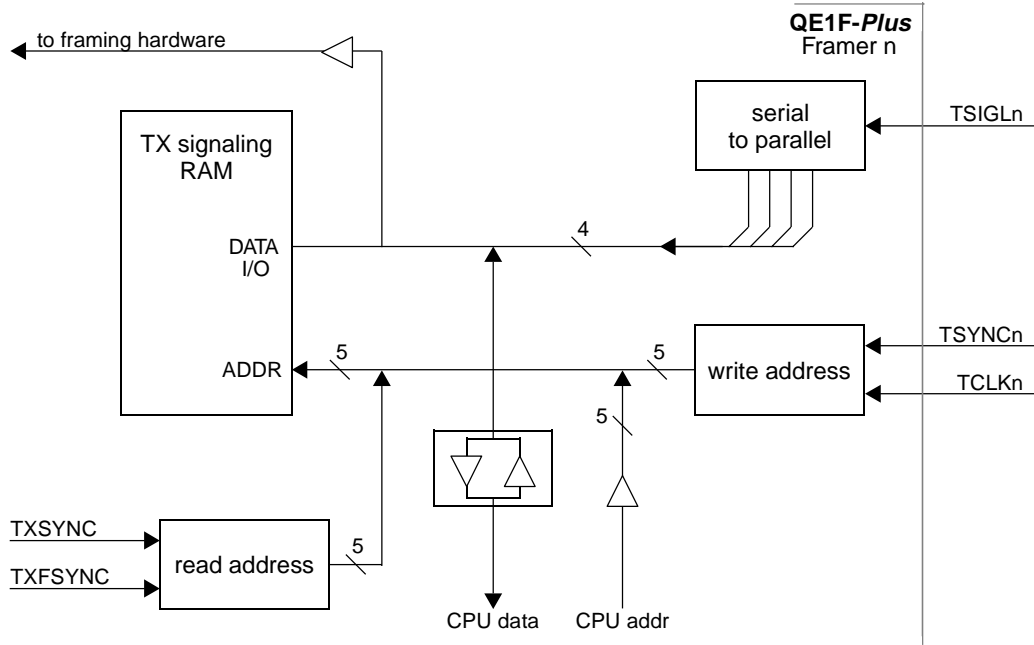 QE1F-Plus
Framer n
to framing hardware
TX signaling
RAM
serial
to parallel
TSIGLn
DATA
I/O
4
ADDR
5
5
write address
TSYNCn
TCLKn
5
TXSYNC
TXFSYNC
read address
5
CPU data
CPU addr